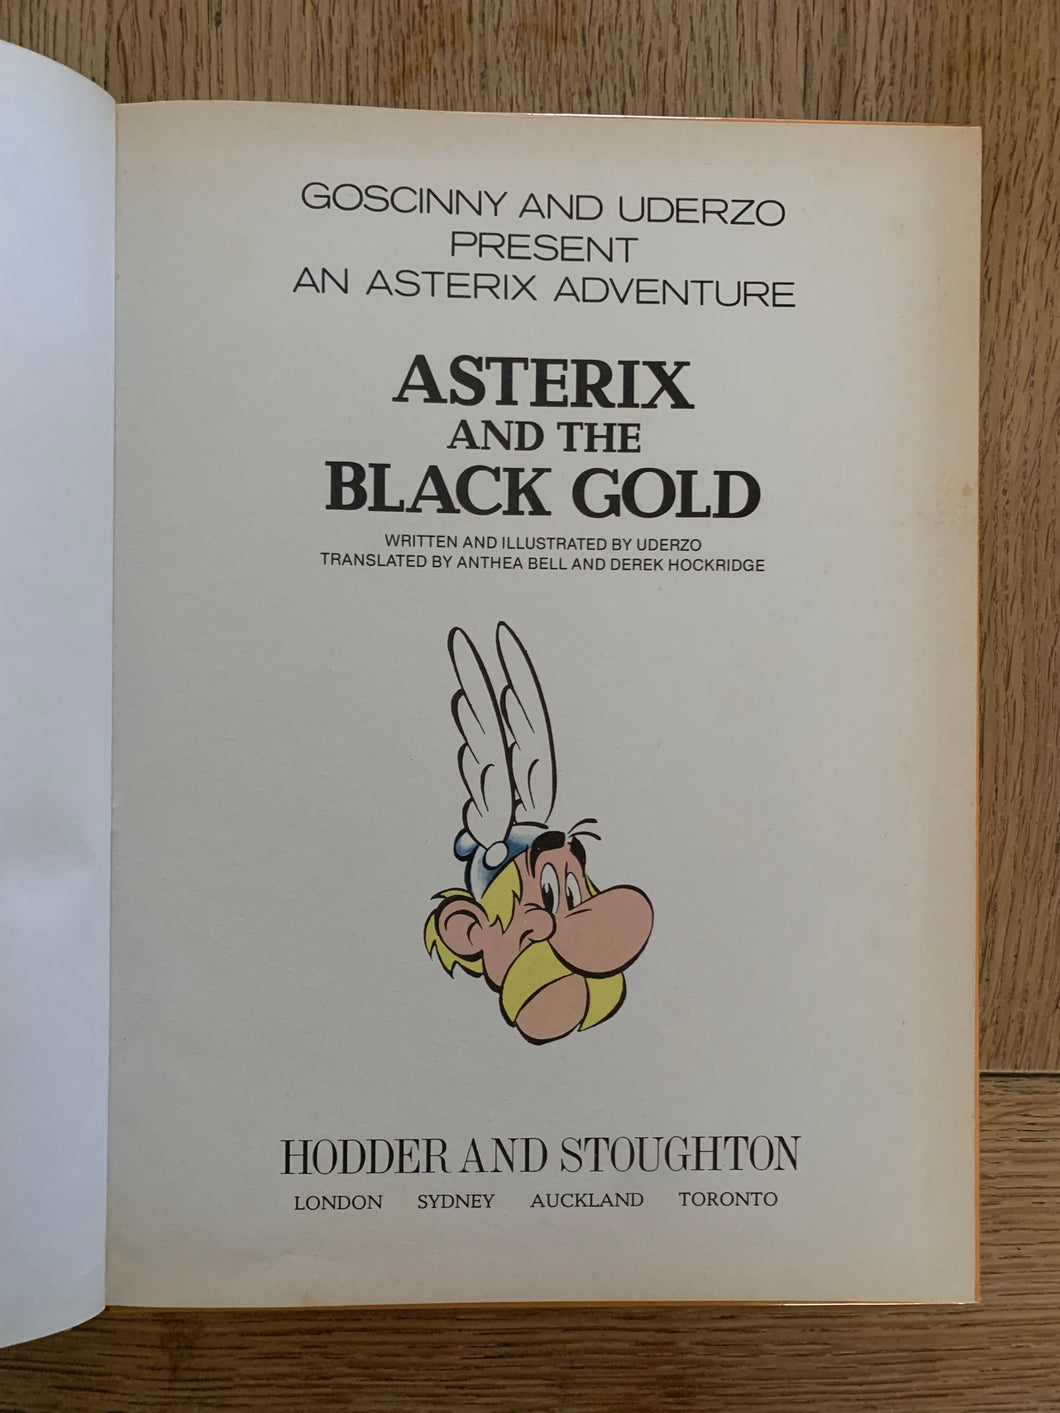 GOSCINNY AND UDERZO
PRESENT
AN ASTERIX ADVENTURE
ASTERIX
AND THE
BLACK GOLD
WRITTEN AND ILLUSTRATED BY UDERZO
TRANSLATED BY ANTHEA BELL AND DEREK HOCKRIDGE
HODDER AND STOUGHTON
LONDON SYDNEY AUCKLAND TORONTO